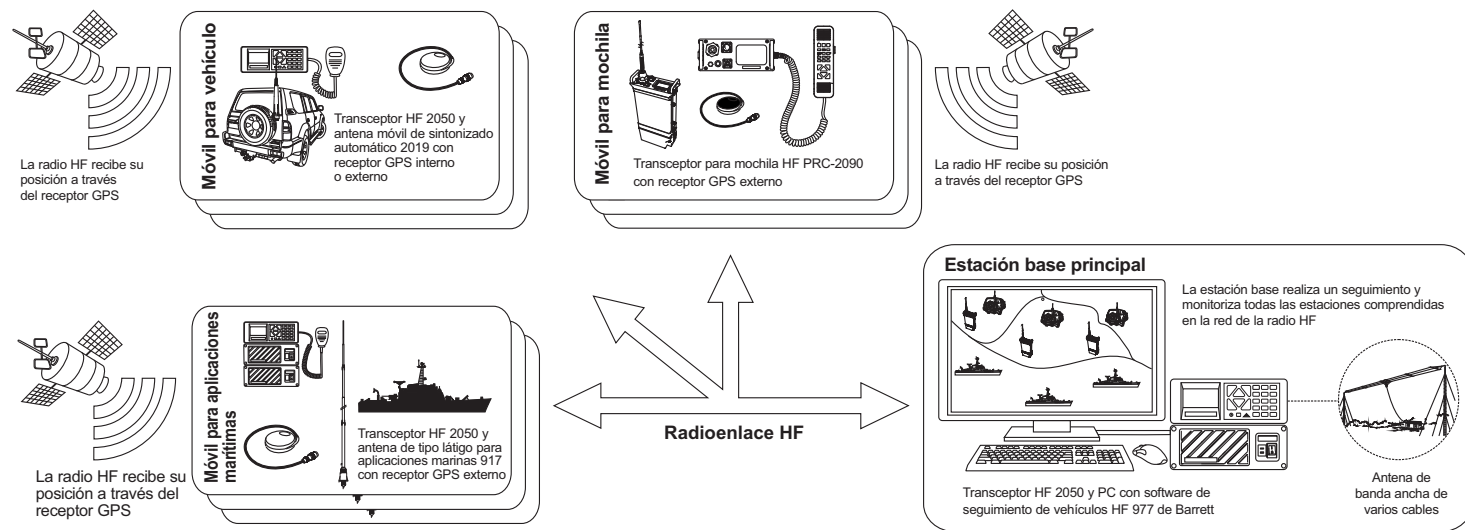 La radio HF recibe su
posición a través
del receptor GPS
Móvil para vehículo
Transceptor HF 2050 y
antena móvil de sintonizado
automático 2019 con
receptor GPS interno
o externo
Móvil para mochila
Transceptor para mochila HF PRC-2090
con receptor GPS externo
La radio HF recibe su posición
a través del receptor GPS
La radio HF recibe su
posición a través del
receptor GPS
Móvil para aplicaciones
marítimas
Transceptor HF 2050 y
antena de tipo látigo para
aplicaciones marinas 917
con receptor GPS externo
Radioenlace HF
Estación base principal
La estación base realiza un seguimiento y
monitoriza todas las estaciones comprendidas
en la red de la radio HF
Transceptor HF 2050 y PC con software de
seguimiento de vehículos HF 977 de Barrett
Antena de
banda ancha de
varios cables